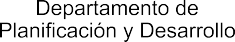 Departamento de
Planificación y Desarrollo